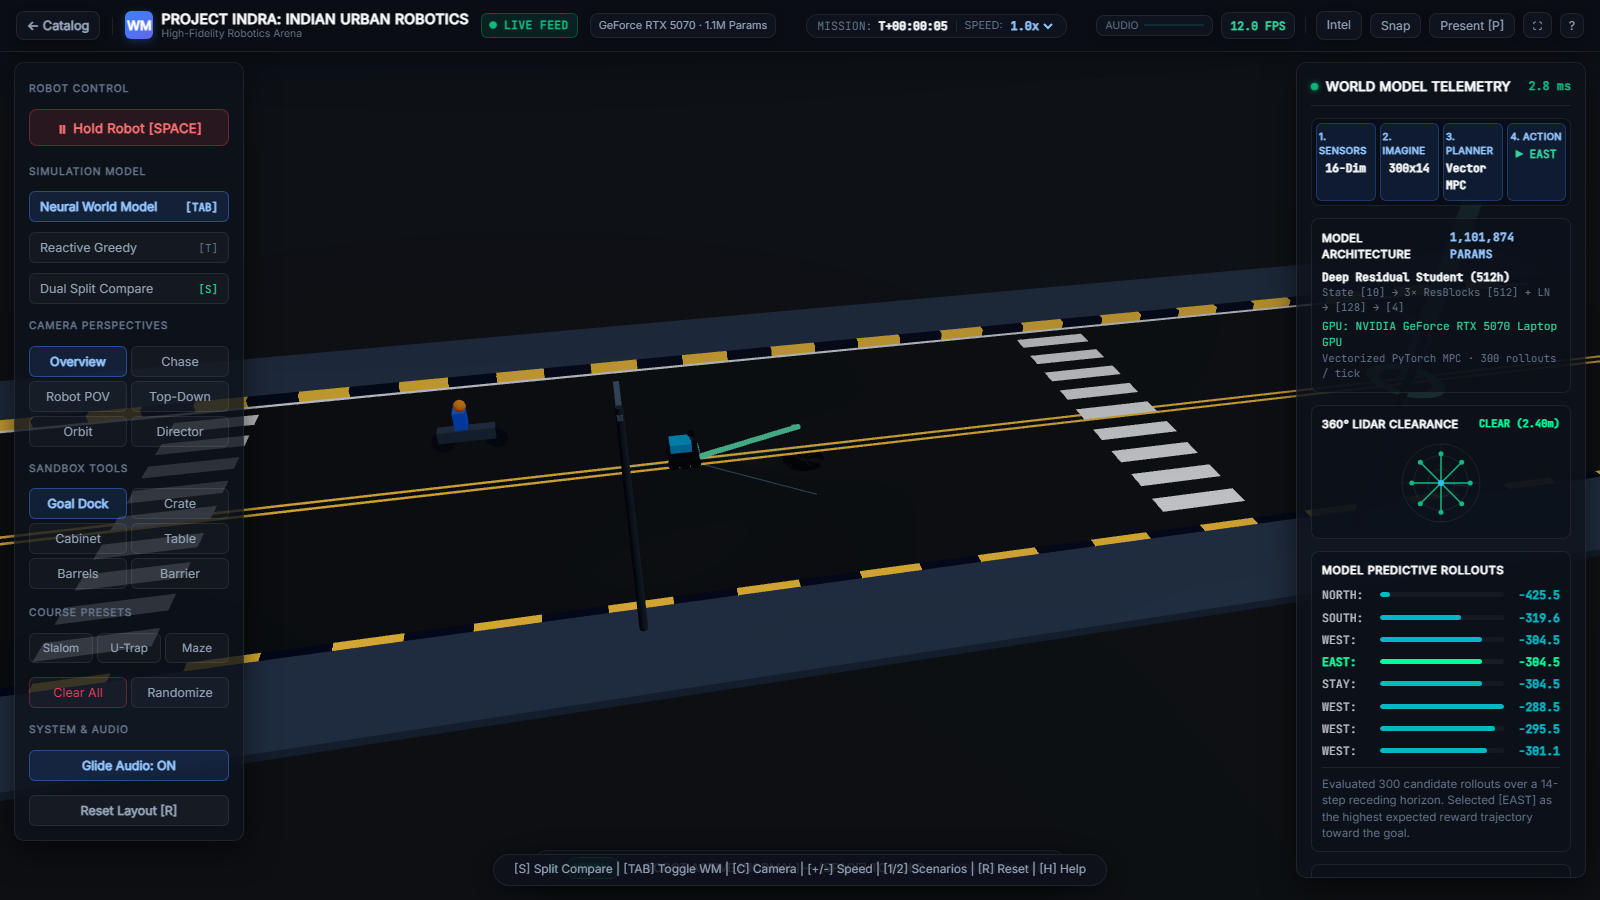 ← Catalog
WM
PROJECT INDRA: INDIAN URBAN ROBOTICS
High-Fidelity Robotics Arena
LIVE FEED
GeForce RTX 5070 · 1.1M Params
MISSION: T+00:00:05 SPEED: 1.0x
AUDIO
12.0 FPS
Intel
Snap
Present [P]
?
ROBOT CONTROL
Hold Robot [SPACE]
SIMULATION MODEL
Neural World Model [TAB]
Reactive Greedy [T]
Dual Split Compare [S]
CAMERA PERSPECTIVES
Overview Chase
Robot POV Top-Down
Orbit Director
SANDBOX TOOLS
Goal Dock Crate
Cabinet Table
Barrels Barrier
COURSE PRESETS
Slalom U-Trap Maze
Clear All Randomize
SYSTEM & AUDIO
Glide Audio: ON
Reset Layout [R]
WORLD MODEL TELEMETRY 2.8 ms
1. SENSORS
16-Dim
2. IMAGINE
300x14
3. PLANNER
Vector MPC
4. ACTION
▶ EAST
MODEL ARCHITECTURE
1,101,874 PARAMS
Deep Residual Student (512h)
State [10] → 3× ResBlocks [512] + LN
→ [128] → [4]
GPU: NVIDIA GeForce RTX 5070 Laptop
GPU
Vectorized PyTorch MPC · 300 rollouts
/ tick
360° LIDAR CLEARANCE CLEAR (2.40m)
MODEL PREDICTIVE ROLLOUTS
NORTH: -425.5
SOUTH: -319.6
WEST: -304.5
EAST: -304.5
STAY: -304.5
WEST: -288.5
WEST: -295.5
WEST: -301.1
Evaluated 300 candidate rollouts over a 14-
step receding horizon. Selected [EAST] as
the highest expected reward trajectory
toward the goal.
[S] Split Compare | [TAB] Toggle WM | [C] Camera | [+/-] Speed | [1/2] Scenarios | [R] Reset | [H] Help